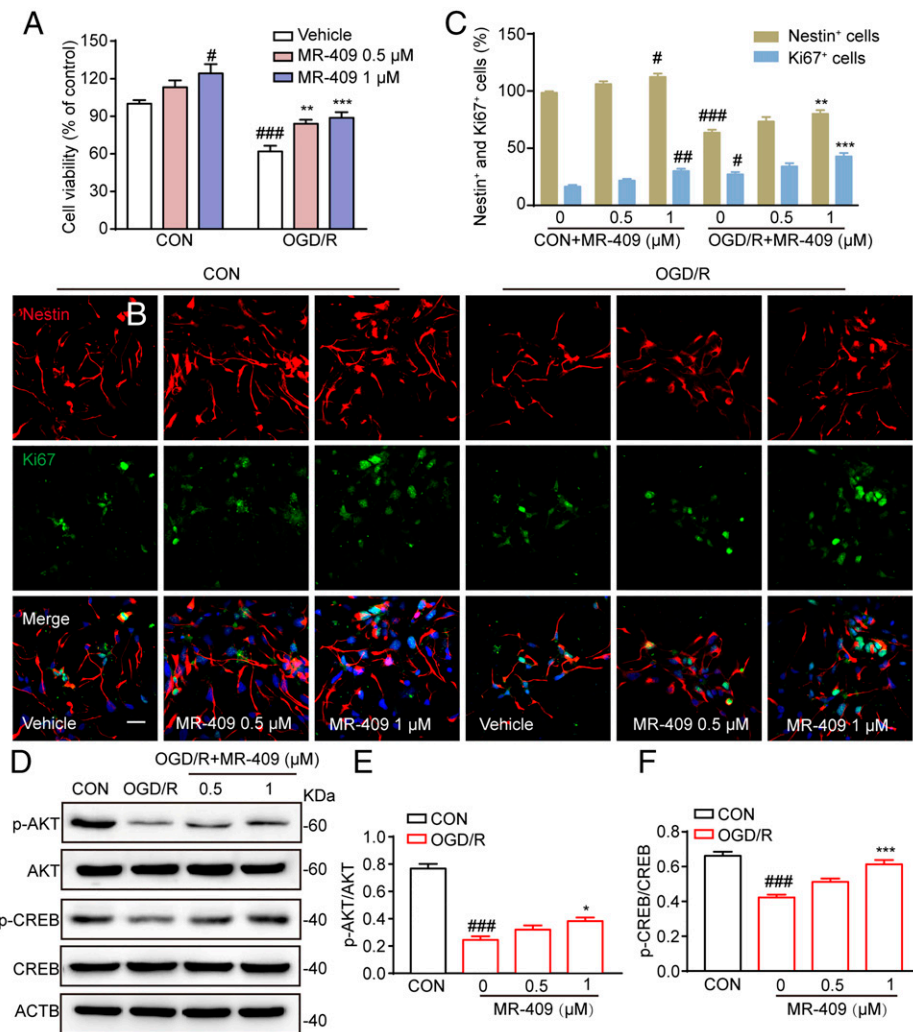 A
Vehicle
MR-409 0.5 μM
MR-409 1 μM
Cell viability (% of control)
150
120
90
60
30
0
#
###
**
***
CON
OGD/R
C
Nestin⁺ cells
Ki67⁺ cells
Nestin⁺ and Ki67⁺ cells (%)
150
100
50
0
#
##
###
#
**
***
0 0.5 1 0 0.5 1
CON+MR-409 (μM) OGD/R+MR-409 (μM)
CON
OGD/R
B
Nestin
Ki67
Merge
Vehicle
MR-409 0.5 μM
MR-409 1 μM
Vehicle
MR-409 0.5 μM
MR-409 1 μM
D
OGD/R+MR-409 (μM)
CON OGD/R 0.5 1 KDa
p-AKT -60
AKT -60
p-CREB -40
CREB -40
ACTB -40
E
CON
OGD/R
p-AKT/AKT
1.0
0.8
0.6
0.4
0.2
0.0
###
*
CON 0 0.5 1
MR-409 (μM)
F
CON
OGD/R
p-CREB/CREB
0.9
0.6
0.3
0.0
###
***
CON 0 0.5 1
MR-409 (μM)